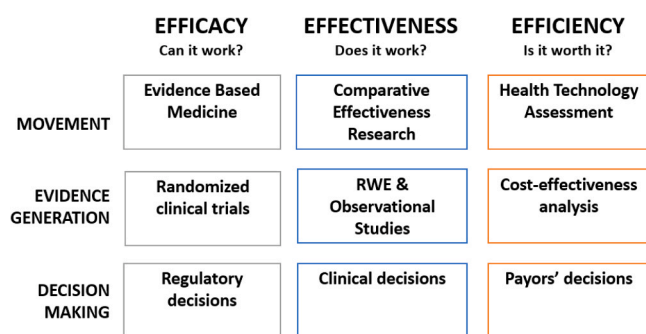 EFFICACY EFFECTIVENESS EFFICIENCY
Can it work? Does it work? Is it worth it?
MOVEMENT
Evidence Based
Medicine
Comparative
Effectiveness
Research
Health Technology
Assessment
EVIDENCE
GENERATION
Randomized
clinical trials
RWE &
Observational
Studies
Cost-effectiveness
analysis
DECISION
MAKING
Regulatory
decisions
Clinical decisions
Payors' decisions